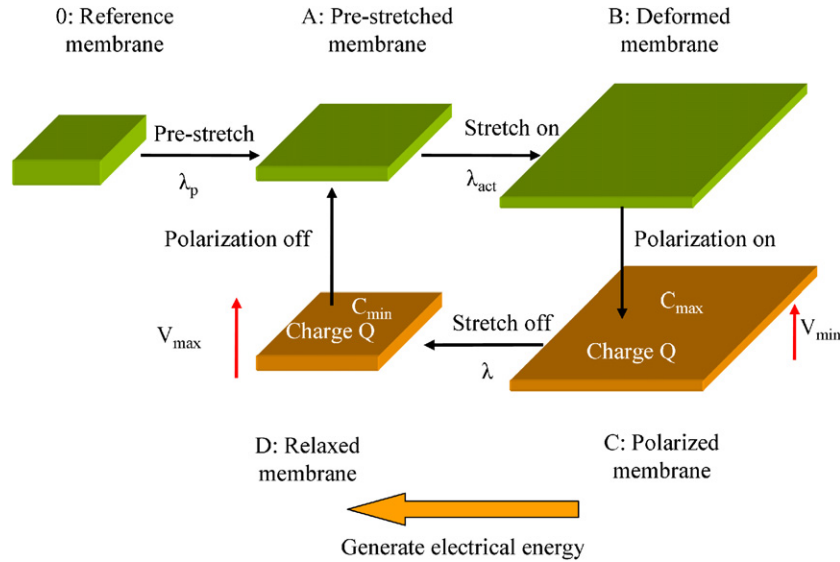 0: Reference
membrane
A: Pre-stretched
membrane
B: Deformed
membrane
Pre-stretch
λp
Stretch on
λact
Polarization off
Polarization on
Vmax
Cmin
Charge Q
Stretch off
λ
Cmax
Charge Q
Vmin
D: Relaxed
membrane
C: Polarized
membrane
Generate electrical energy